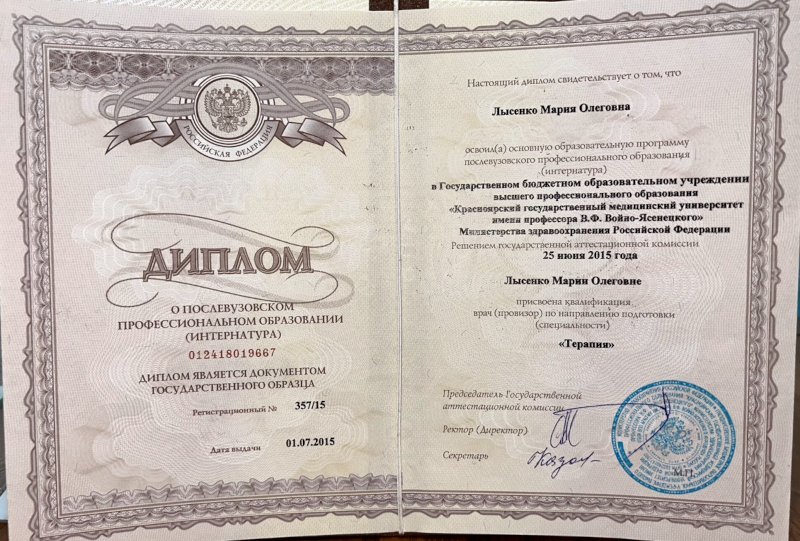 РОССИЙСКАЯ ФЕДЕРАЦИЯ
ДИПЛОМ
О ПОСЛЕВУЗОВСКОМ
ПРОФЕССИОНАЛЬНОМ ОБРАЗОВАНИИ
(ИНТЕРНАТУРА)
012418019667
ДИПЛОМ ЯВЛЯЕТСЯ ДОКУМЕНТОМ
ГОСУДАРСТВЕННОГО ОБРАЗЦА
Регистрационный № 357/15
Дата выдачи 01.07.2015
Настоящий диплом свидетельствует о том, что
Лысенко Мария Олеговна
освоил(а) основную образовательную программу
послевузовского профессионального образования
(интернатура)
в Государственном бюджетном образовательном учреждении
высшего профессионального образования
«Красноярский государственный медицинский университет
имени профессора В.Ф. Войно-Ясенецкого»
Министерства здравоохранения Российской Федерации
Решением государственной аттестационной комиссии
25 июня 2015 года
Лысенко Марии Олеговне
присвоена квалификация
врач (провизор) по направлению подготовки
(специальности)
«Терапия»
Председатель Государственной
аттестационной комиссии
Ректор (Директор)
Секретарь
М.П.